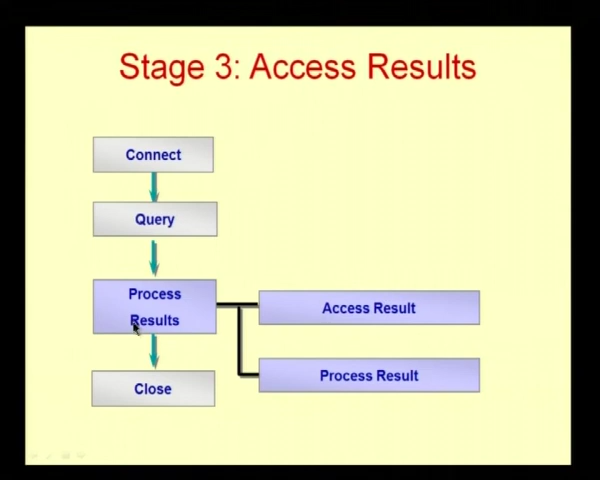 Stage 3: Access Results
Connect
Query
Process
Results
Access Result
Process Result
Close